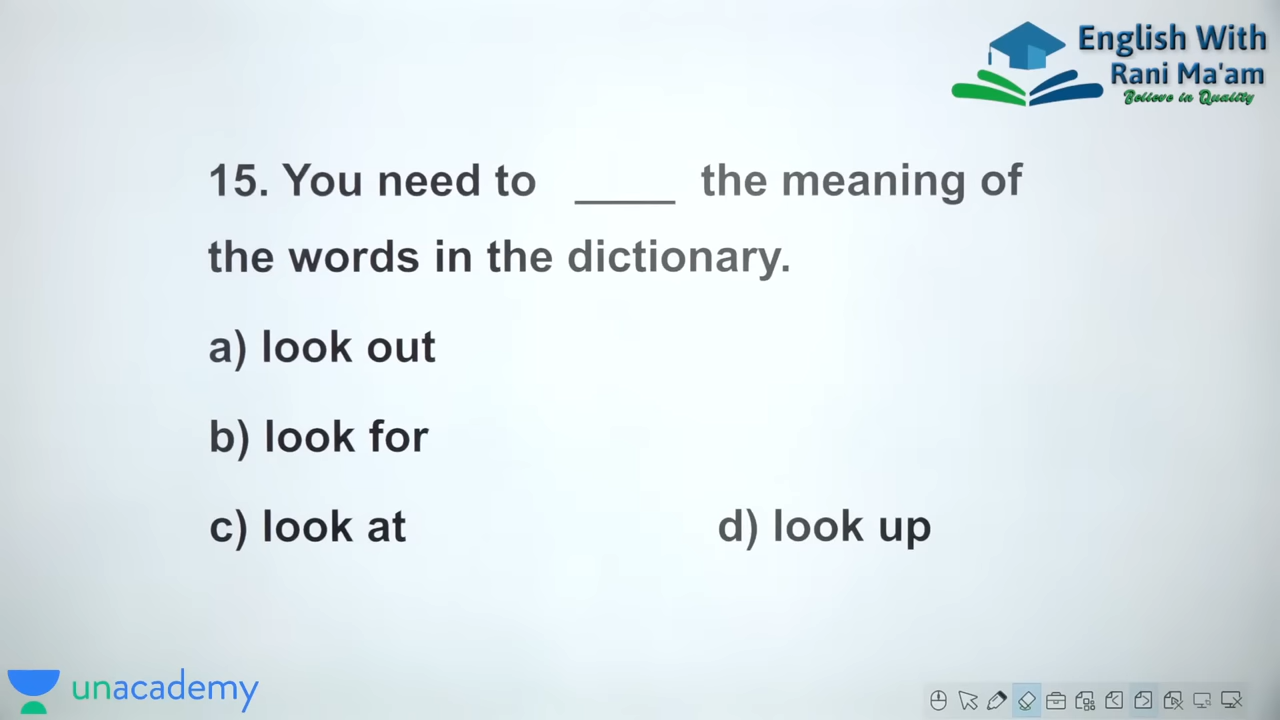 English With
Rani Ma'am
Believe in Quality
15. You need to ____ the meaning of
the words in the dictionary.
a) look out
b) look for
c) look at
d) look up
unacademy